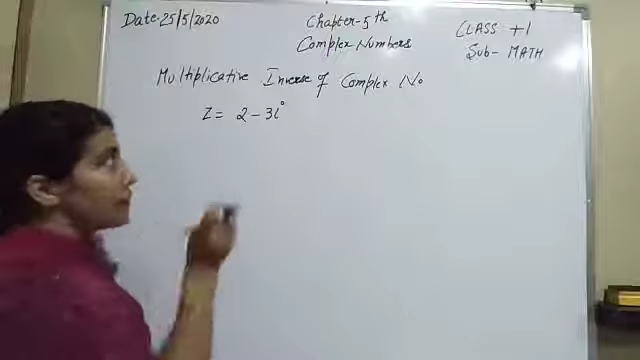 Date-25/5/2020
Chapter-5th
Complex Numbers
CLASS +1
Sub- MATH
Multiplicative Inverse of Complex No
Z = 2-3i